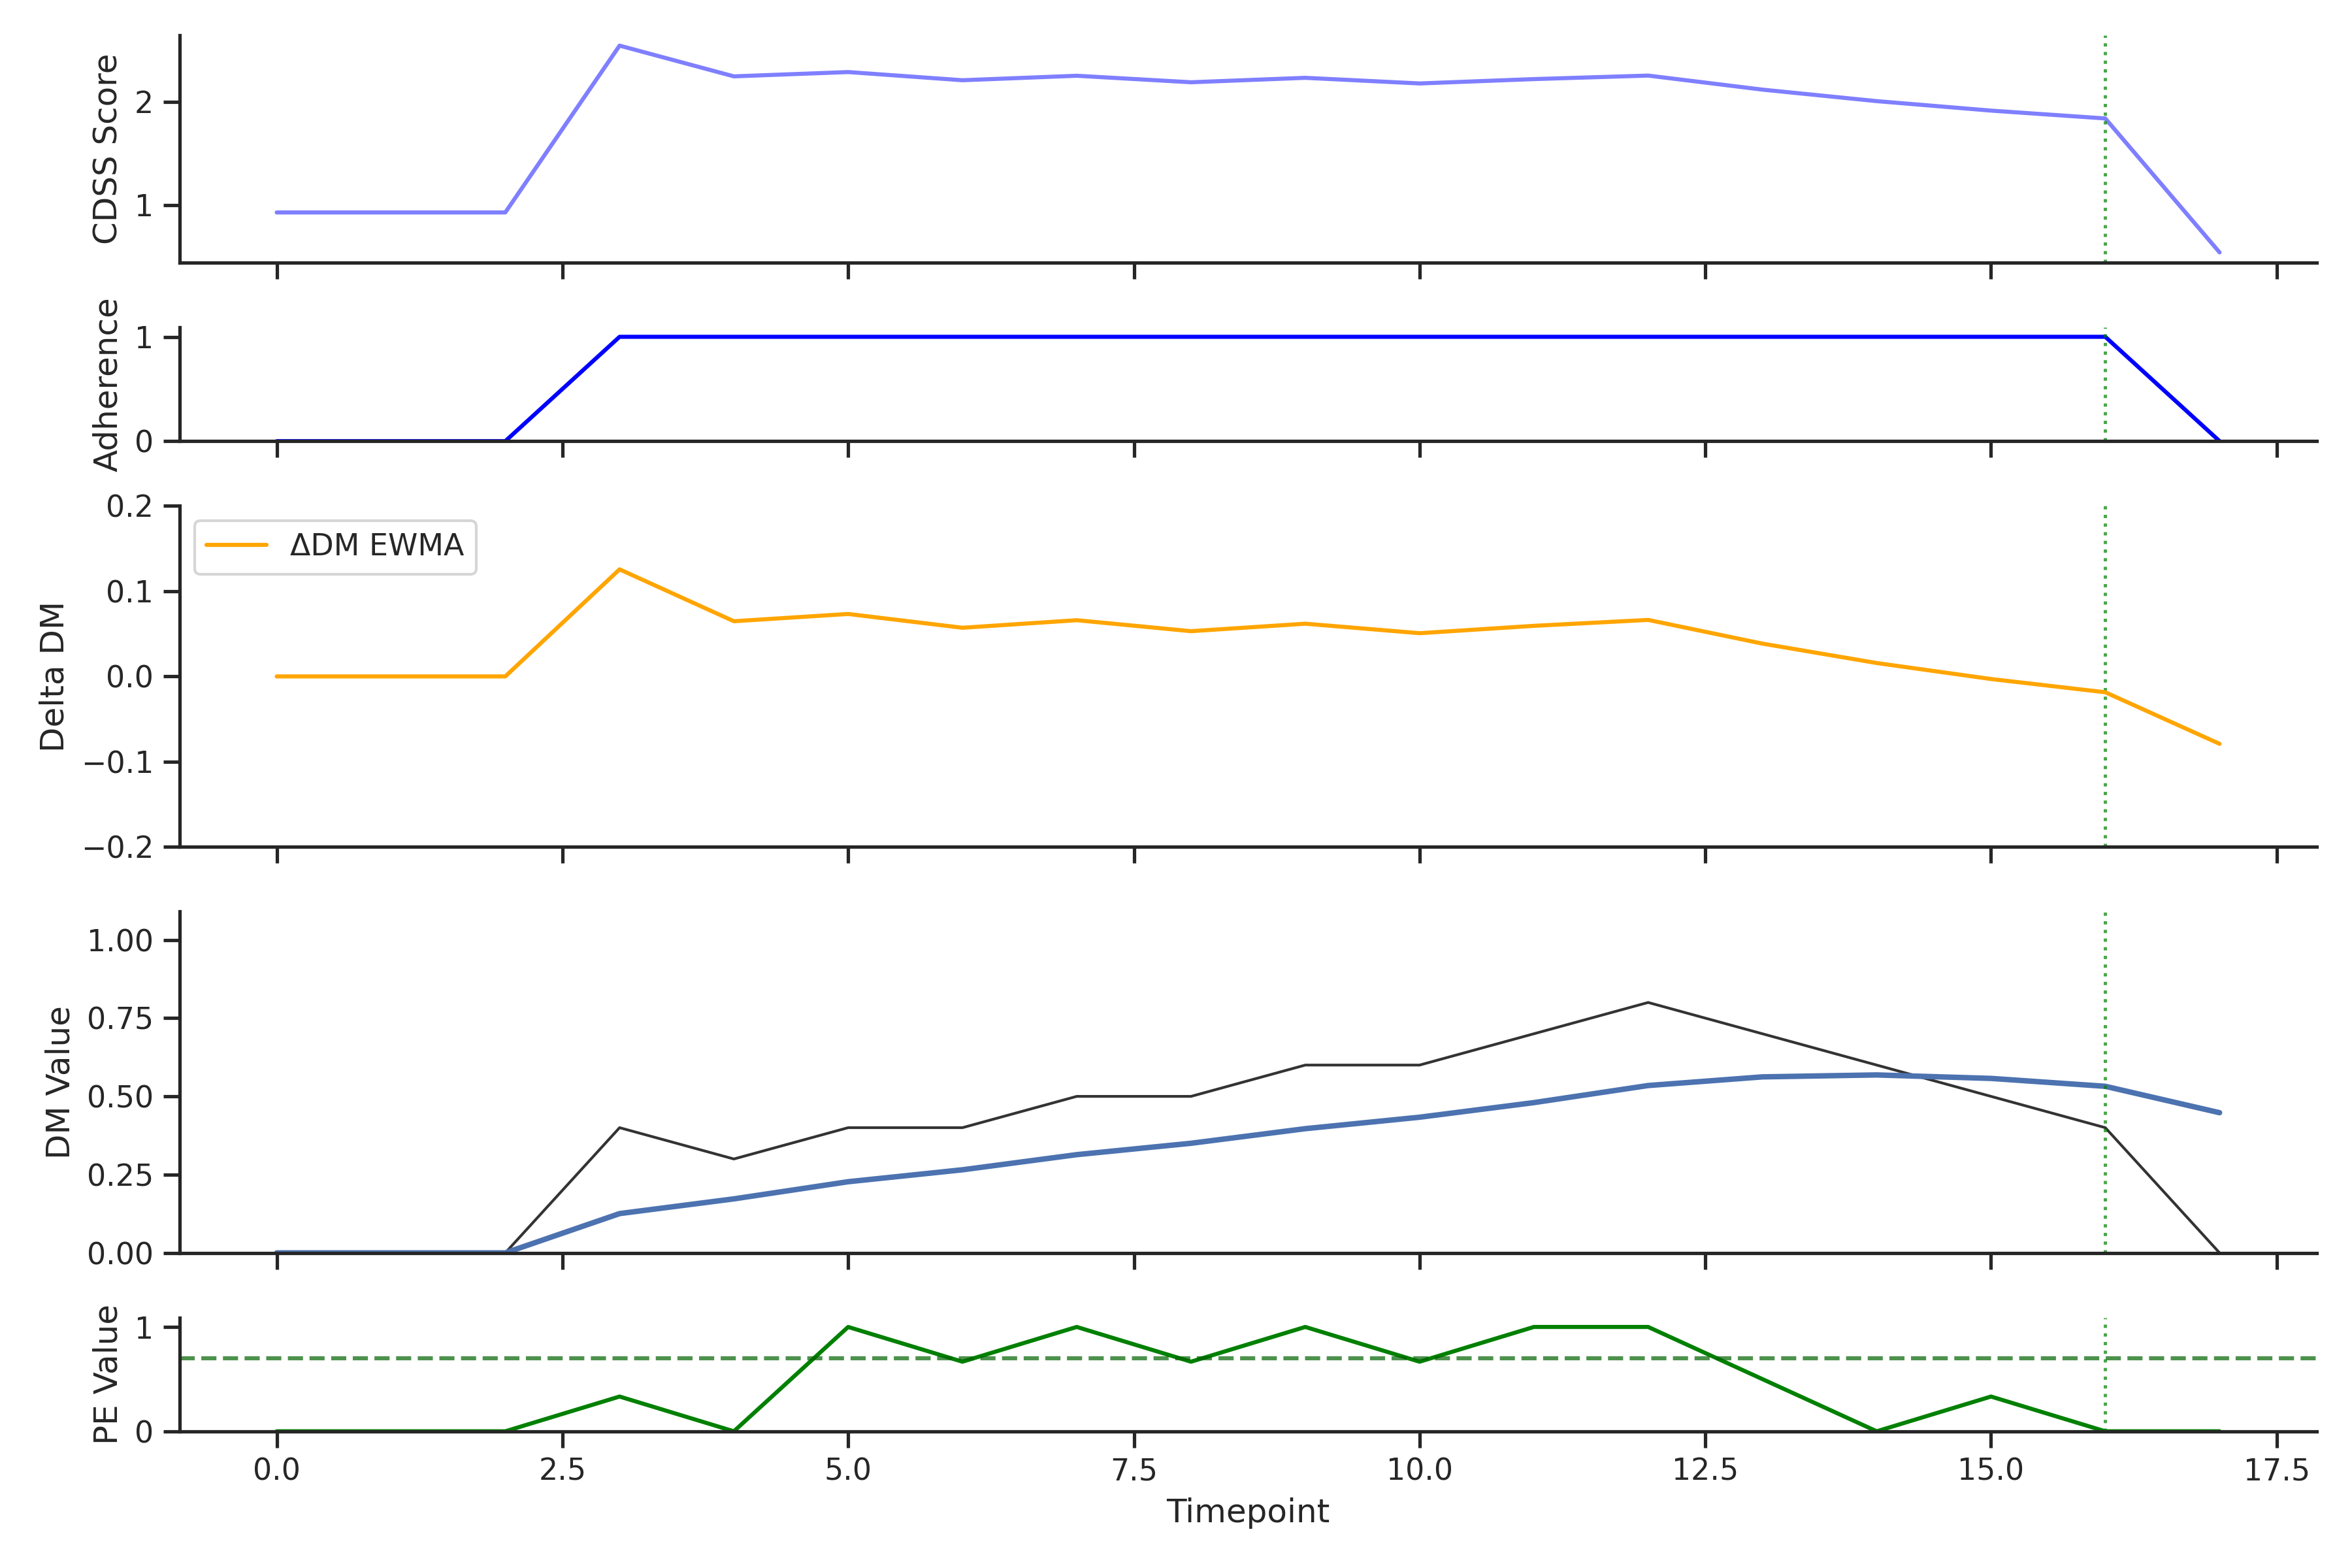 CDSS Score
2
1
Adherence
1
0
Delta DM
0.2
0.1
0.0
−0.1
−0.2
ΔDM EWMA
DM Value
1.00
0.75
0.50
0.25
0.00
PE Value
1
0
0.0 2.5 5.0 7.5 10.0 12.5 15.0 17.5
Timepoint